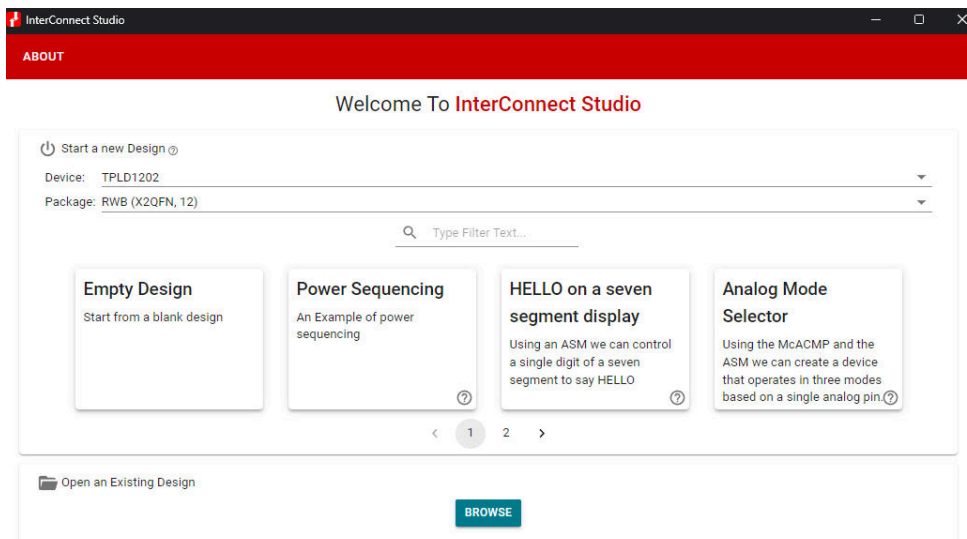 InterConnect Studio
ABOUT
Welcome To InterConnect Studio
Start a new Design
Device: TPLD1202
Package: RWB (X2QFN, 12)
Type Filter Text...
Empty Design
Start from a blank design
Power Sequencing
An Example of power
sequencing
HELLO on a seven
segment display
Using an ASM we can control
a single digit of a seven
segment to say HELLO
Analog Mode
Selector
Using the McACMP and the
ASM we can create a device
that operates in three modes
based on a single analog pin.
< 1 2 >
Open an Existing Design
BROWSE